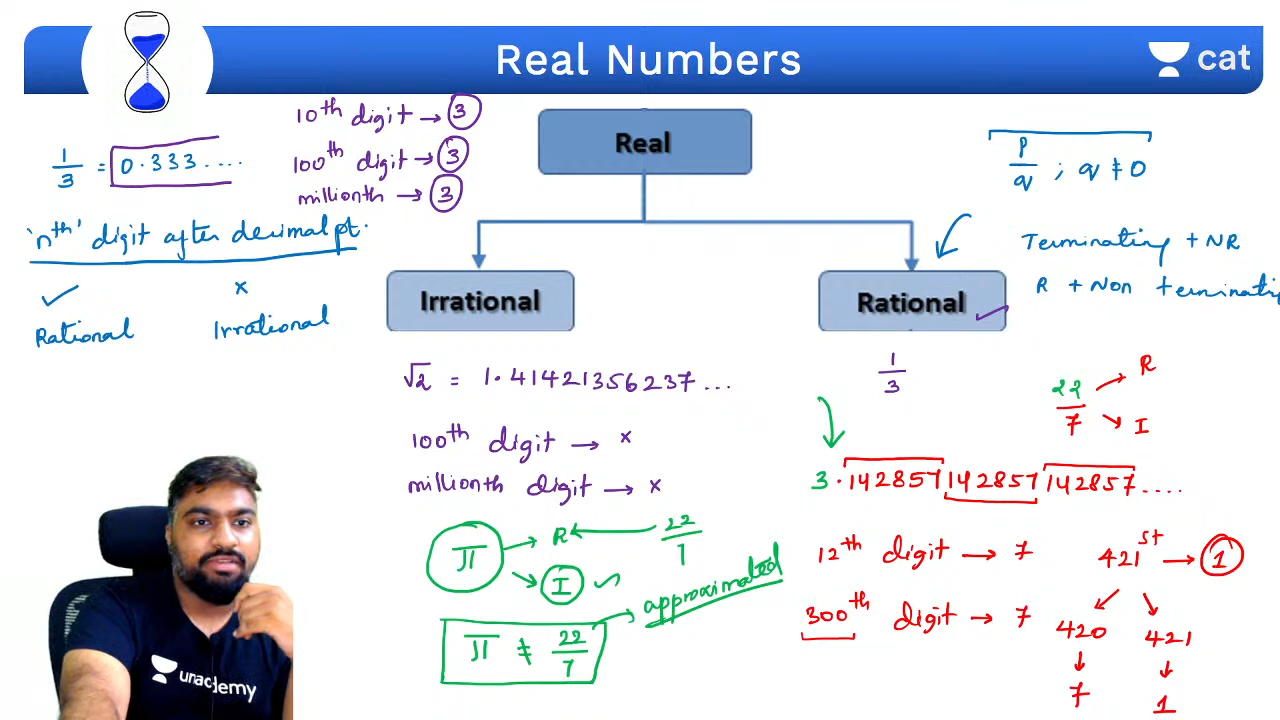 Real Numbers
cat
10th digit → 3
100th digit → 3
millionth → 3
1/3 = 0.333....
'nth' digit after decimal pt.
✓ ×
Rational Irrational
Real
p/q ; q ≠ 0
Terminating + NR
R + Non terminatin
Irrational
Rational
√2 = 1.41421356237...
100th digit → ×
millionth digit → ×
π → R ← 22/7
→ I ✓
π ≠ 22/7 → approximated
1/3
22/7 → R
→ I
3.142857142857142857....
12th digit → 7
300th digit → 7
421st → 1
420 421
↓ ↓
7 1
unacademy